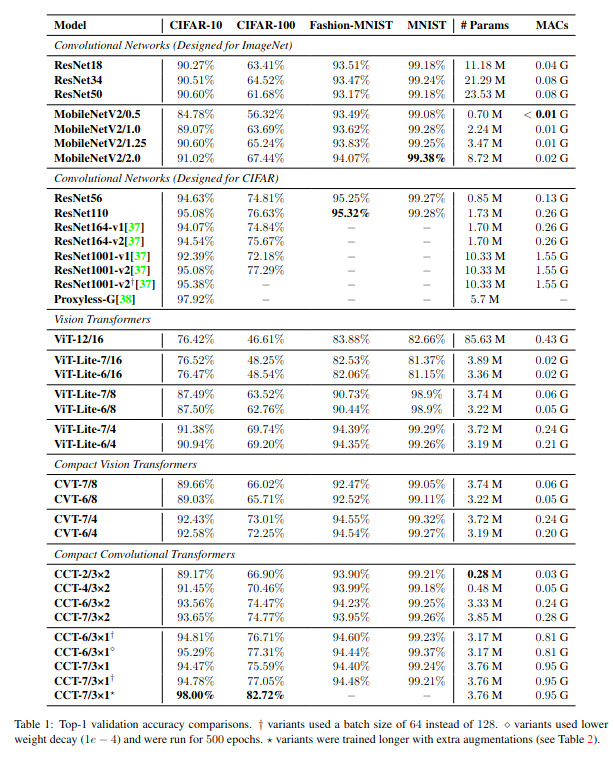 Model CIFAR-10 CIFAR-100 Fashion-MNIST MNIST # Params MACs
Convolutional Networks (Designed for ImageNet)
ResNet18 90.27% 63.41% 93.51% 99.18% 11.18 M 0.04 G
ResNet34 90.51% 64.52% 93.47% 99.24% 21.29 M 0.08 G
ResNet50 90.60% 61.68% 93.17% 99.18% 23.53 M 0.08 G
MobileNetV2/0.5 84.78% 56.32% 93.49% 99.08% 0.70 M < 0.01 G
MobileNetV2/1.0 89.07% 63.69% 93.62% 99.28% 2.24 M 0.01 G
MobileNetV2/1.25 90.60% 65.24% 93.83% 99.25% 3.47 M 0.01 G
MobileNetV2/2.0 91.02% 67.44% 94.07% 99.38% 8.72 M 0.02 G
Convolutional Networks (Designed for CIFAR)
ResNet56 94.63% 74.81% 95.25% 99.27% 0.85 M 0.13 G
ResNet110 95.08% 76.63% 95.32% 99.28% 1.73 M 0.26 G
ResNet164-v1[37] 94.07% 74.84% − − 1.70 M 0.26 G
ResNet164-v2[37] 94.54% 75.67% − − 1.70 M 0.26 G
ResNet1001-v1[37] 92.39% 72.18% − − 10.33 M 1.55 G
ResNet1001-v2[37] 95.08% 77.29% − − 10.33 M 1.55 G
ResNet1001-v2†[37] 95.38% − − − 10.33 M 1.55 G
Proxyless-G[38] 97.92% − − − 5.7 M −
Vision Transformers
ViT-12/16 76.42% 46.61% 83.88% 82.66% 85.63 M 0.43 G
ViT-Lite-7/16 76.52% 48.25% 82.53% 81.37% 3.89 M 0.02 G
ViT-Lite-6/16 76.47% 48.54% 82.06% 81.15% 3.36 M 0.02 G
ViT-Lite-7/8 87.49% 63.52% 90.73% 98.9% 3.74 M 0.06 G
ViT-Lite-6/8 87.50% 62.76% 90.44% 98.9% 3.22 M 0.05 G
ViT-Lite-7/4 91.38% 69.74% 94.39% 99.29% 3.72 M 0.24 G
ViT-Lite-6/4 90.94% 69.20% 94.35% 99.26% 3.19 M 0.21 G
Compact Vision Transformers
CVT-7/8 89.66% 66.02% 92.47% 99.05% 3.74 M 0.06 G
CVT-6/8 89.03% 65.71% 92.52% 99.11% 3.22 M 0.05 G
CVT-7/4 92.43% 73.01% 94.55% 99.32% 3.72 M 0.24 G
CVT-6/4 92.58% 72.25% 94.54% 99.27% 3.19 M 0.20 G
Compact Convolutional Transformers
CCT-2/3×2 89.17% 66.90% 93.90% 99.21% 0.28 M 0.03 G
CCT-4/3×2 91.45% 70.46% 93.99% 99.18% 0.48 M 0.05 G
CCT-6/3×2 93.56% 74.47% 94.23% 99.25% 3.33 M 0.24 G
CCT-7/3×2 93.65% 74.77% 93.95% 99.26% 3.85 M 0.28 G
CCT-6/3×1† 94.81% 76.71% 94.60% 99.23% 3.17 M 0.81 G
CCT-6/3×1⋄ 95.29% 77.31% 94.44% 99.37% 3.17 M 0.81 G
CCT-7/3×1 94.47% 75.59% 94.40% 99.24% 3.76 M 0.95 G
CCT-7/3×1† 94.78% 77.05% 94.48% 99.21% 3.76 M 0.95 G
CCT-7/3×1⋆ 98.00% 82.72% − − 3.76 M 0.95 G
Table 1: Top-1 validation accuracy comparisons. † variants used a batch size of 64 instead of 128. ⋄ variants used lower
weight decay (1e − 4) and were run for 500 epochs. ⋆ variants were trained longer with extra augmentations (see Table 2).